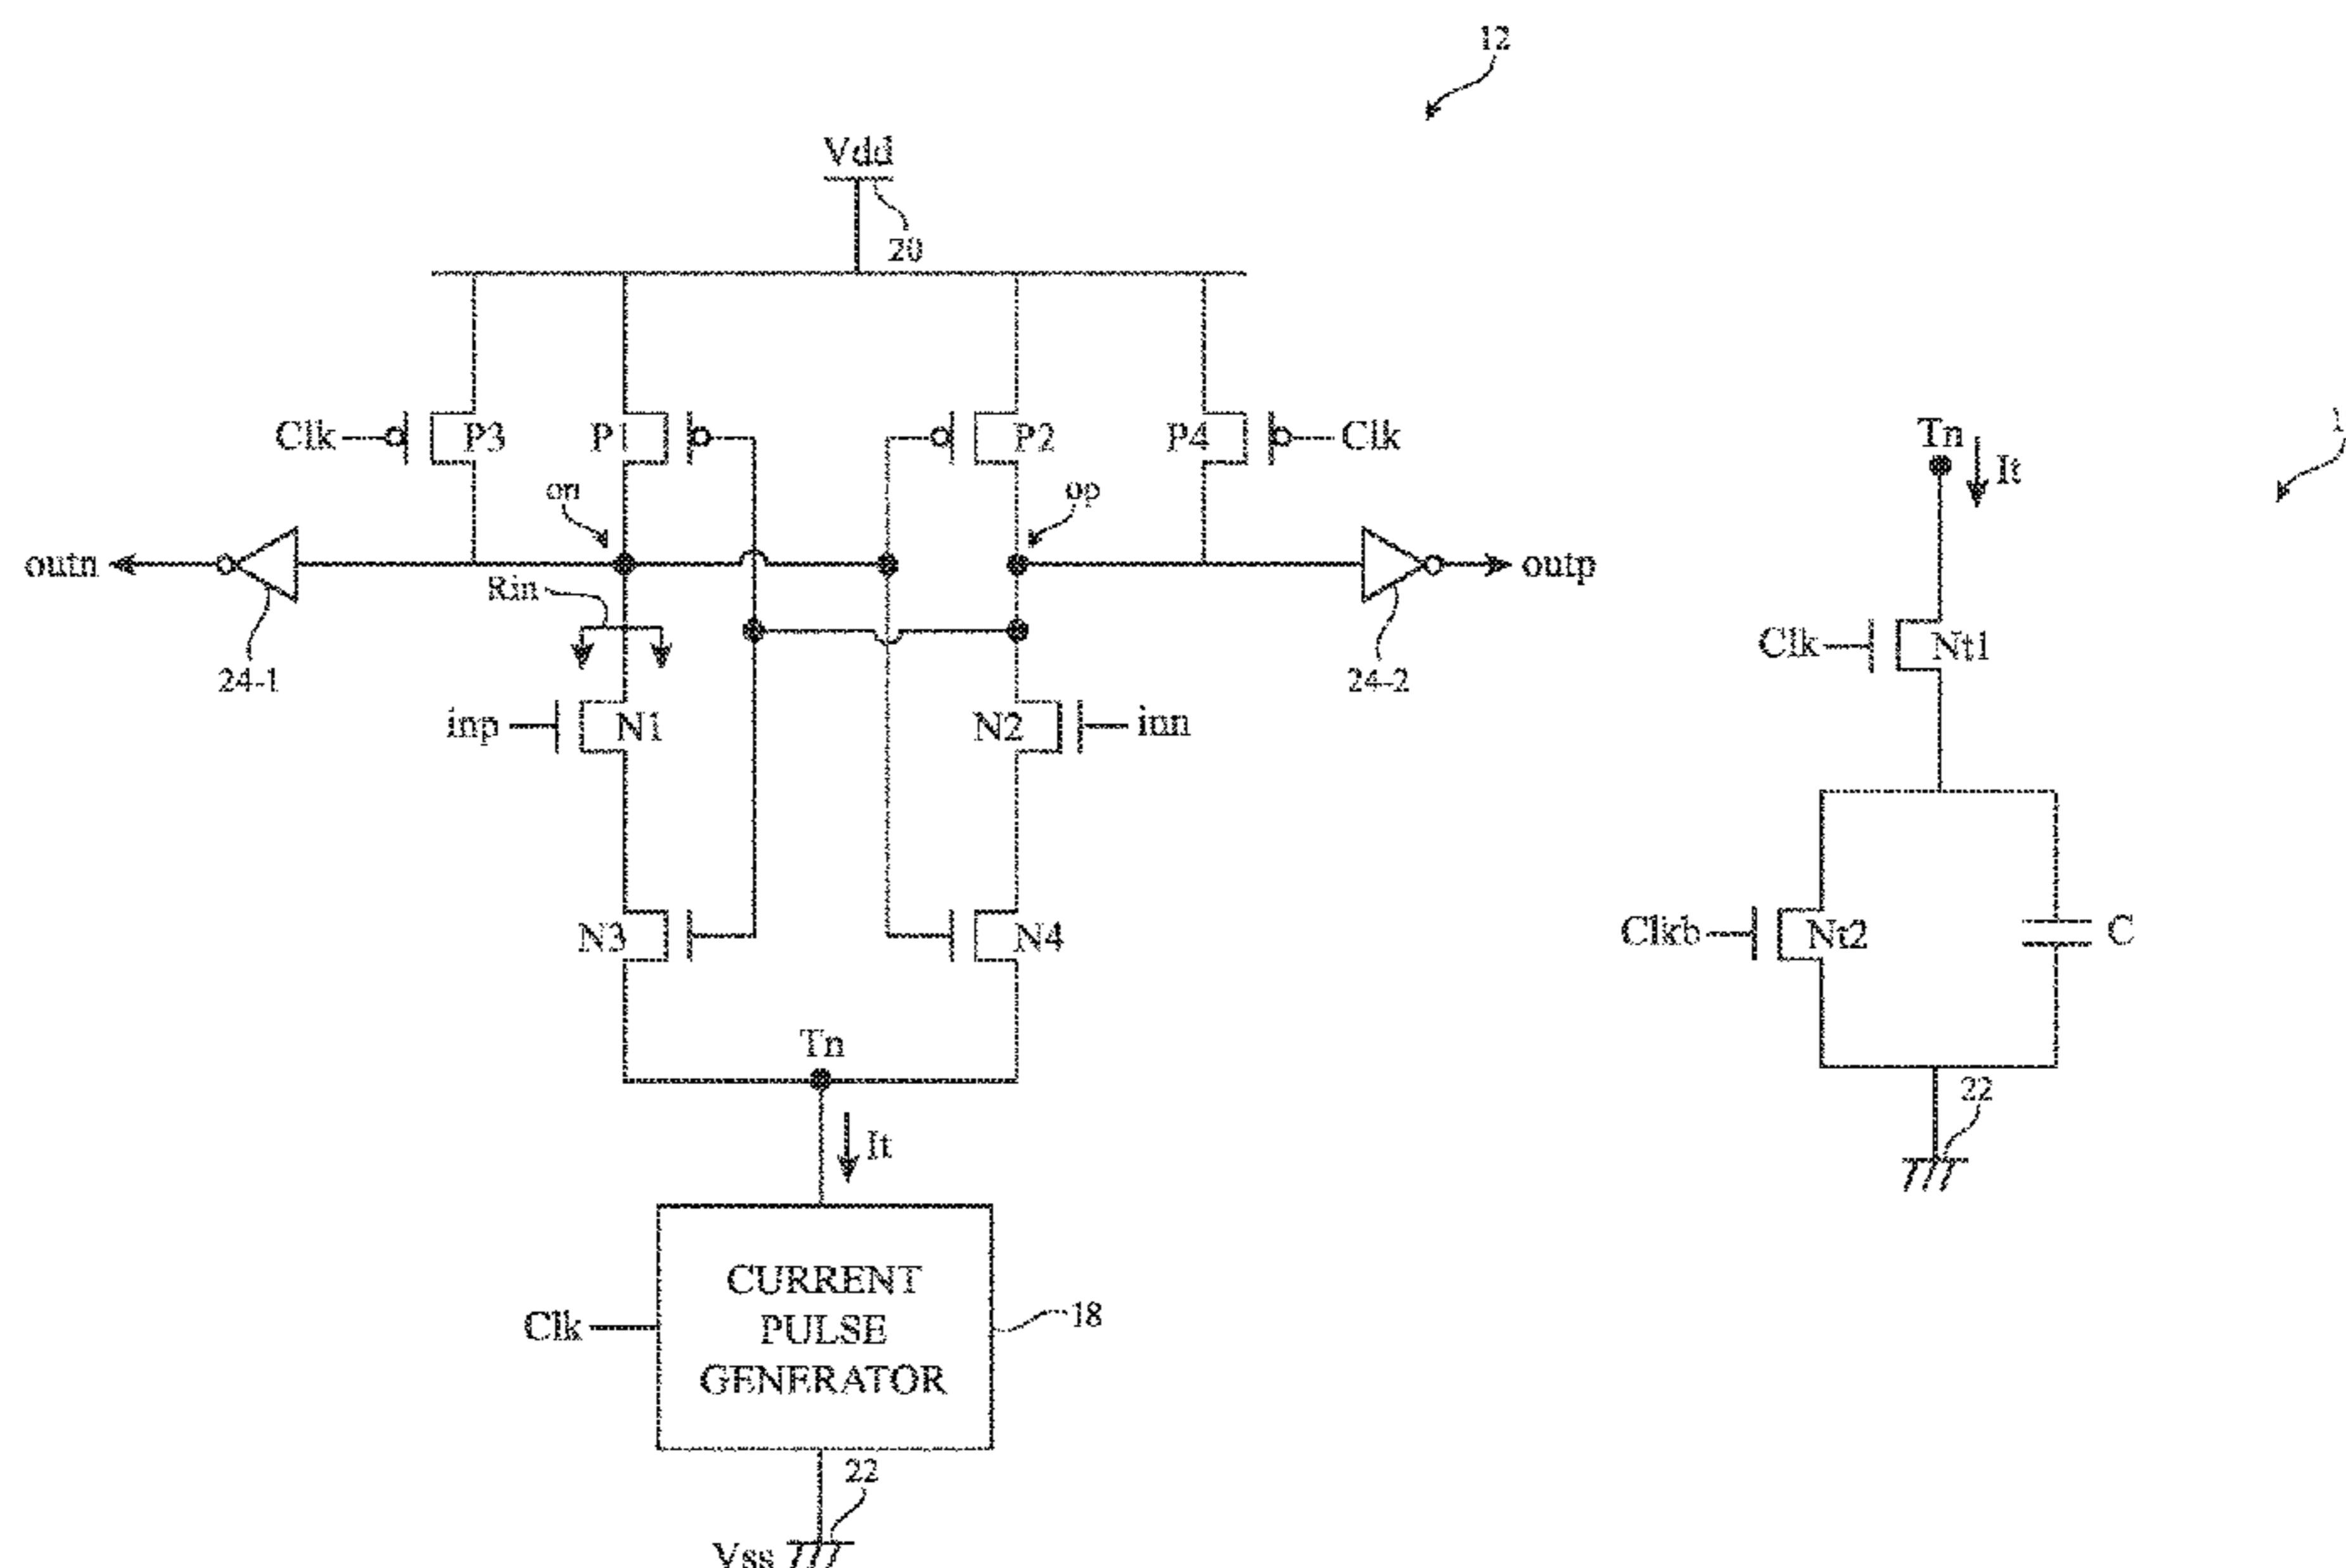 12
Vdd
20
Clk
P3
P1
P2
P4
Clk
on
op
outn
outp
Rin
24-1
24-2
inp
N1
N2
inn
N3
N4
Tn
It
CURRENT
PULSE
GENERATOR
Clk
18
22
Vss
1
Tn
It
Clk
Nt1
Clkb
Nt2
C
22